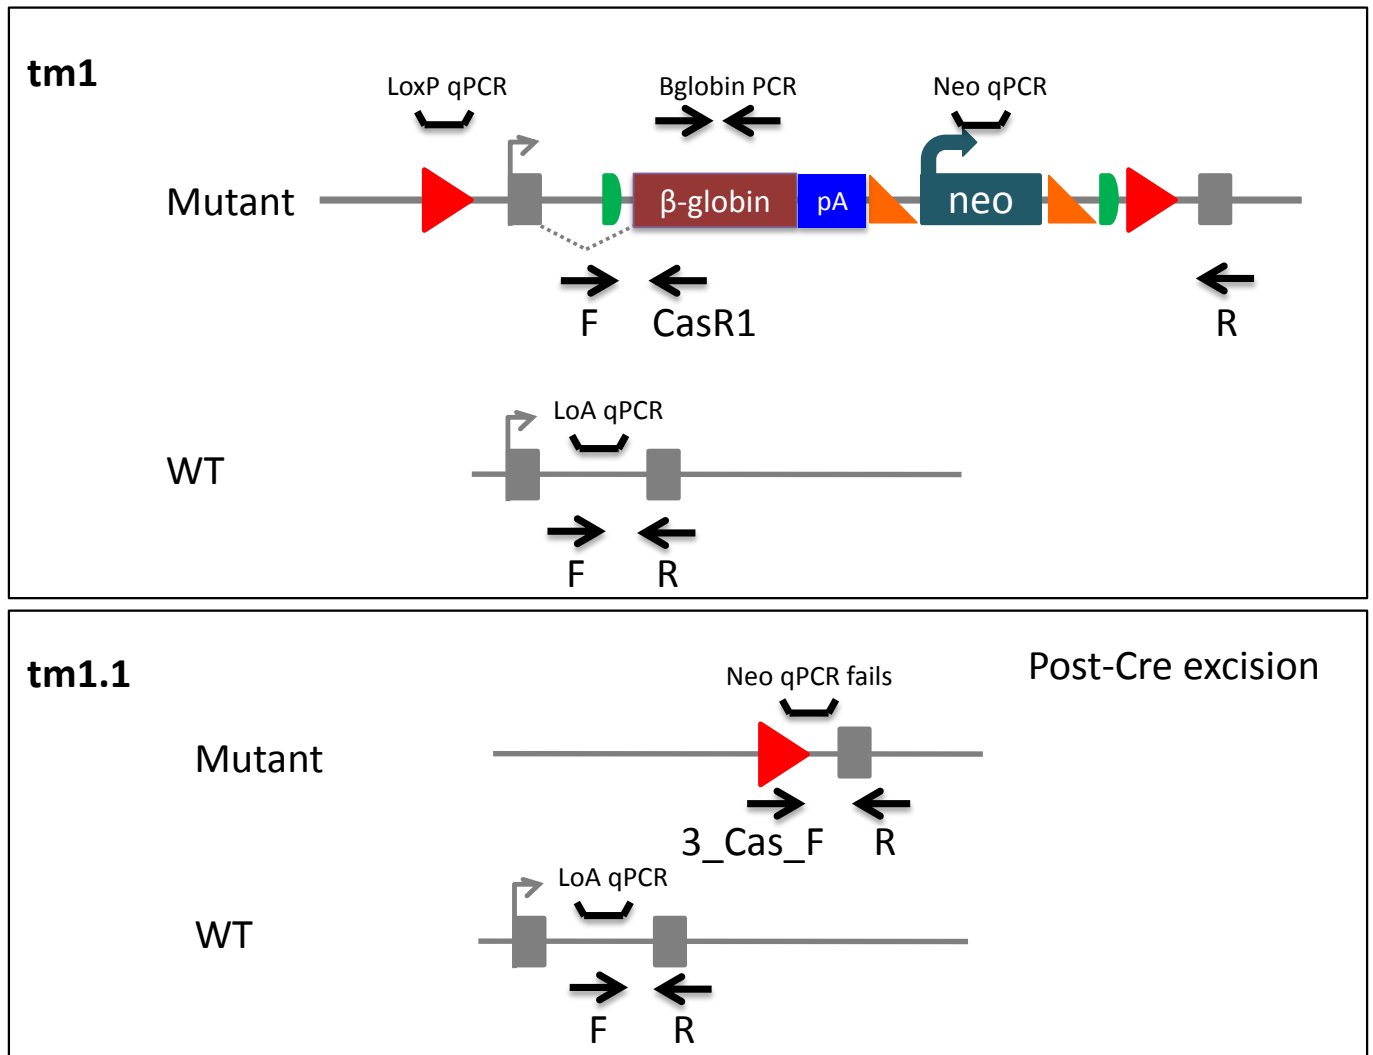 tm1
LoxP qPCR
Bglobin PCR
Neo qPCR
Mutant
β-globin
pA
neo
F
CasR1
R
LoA qPCR
WT
F
R
tm1.1
Post-Cre excision
Neo qPCR fails
Mutant
3_Cas_F
R
LoA qPCR
WT
F
R